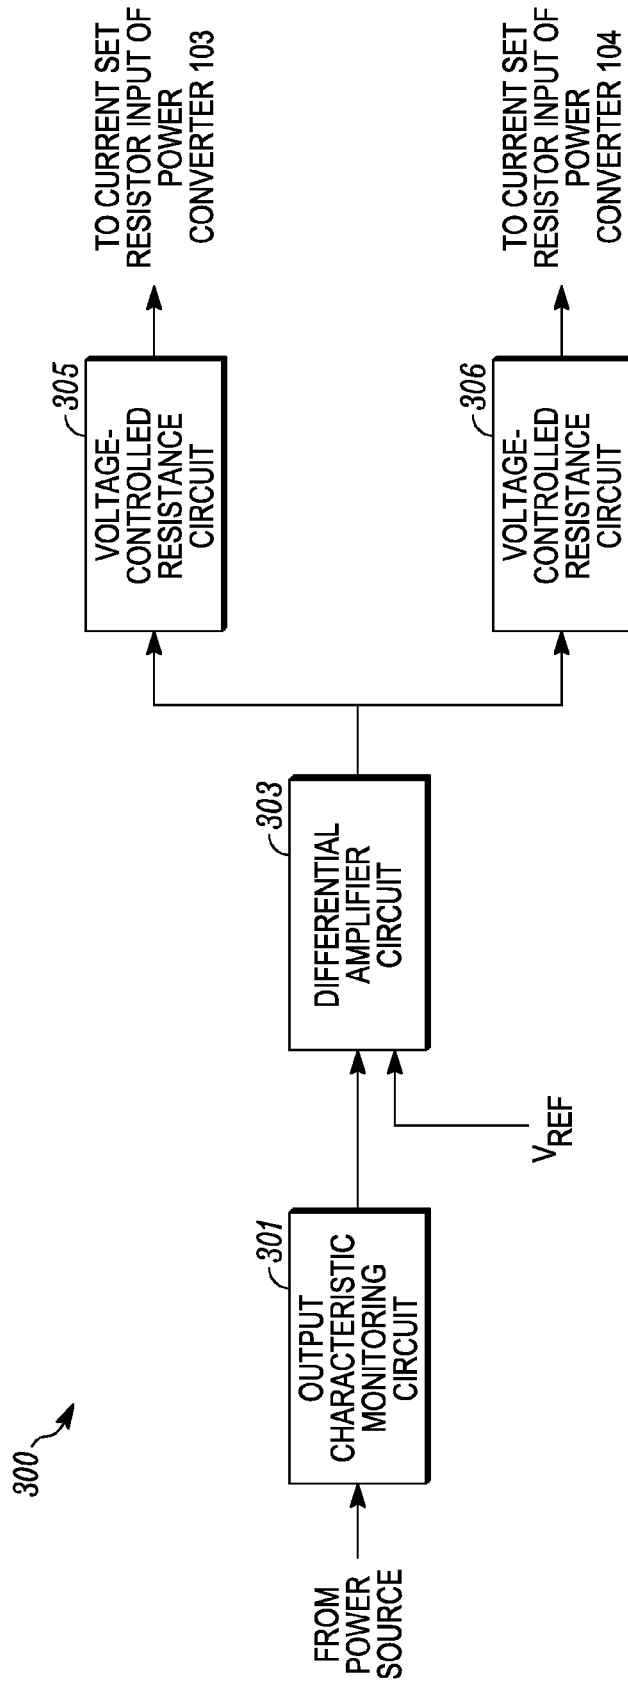 300
FROM
POWER
SOURCE
301
OUTPUT
CHARACTERISTIC
MONITORING
CIRCUIT
VREF
303
DIFFERENTIAL
AMPLIFIER
CIRCUIT
305
VOLTAGE-
CONTROLLED
RESISTANCE
CIRCUIT
TO CURRENT SET
RESISTOR INPUT OF
POWER
CONVERTER 103
306
VOLTAGE-
CONTROLLED
RESISTANCE
CIRCUIT
TO CURRENT SET
RESISTOR INPUT OF
POWER
CONVERTER 104